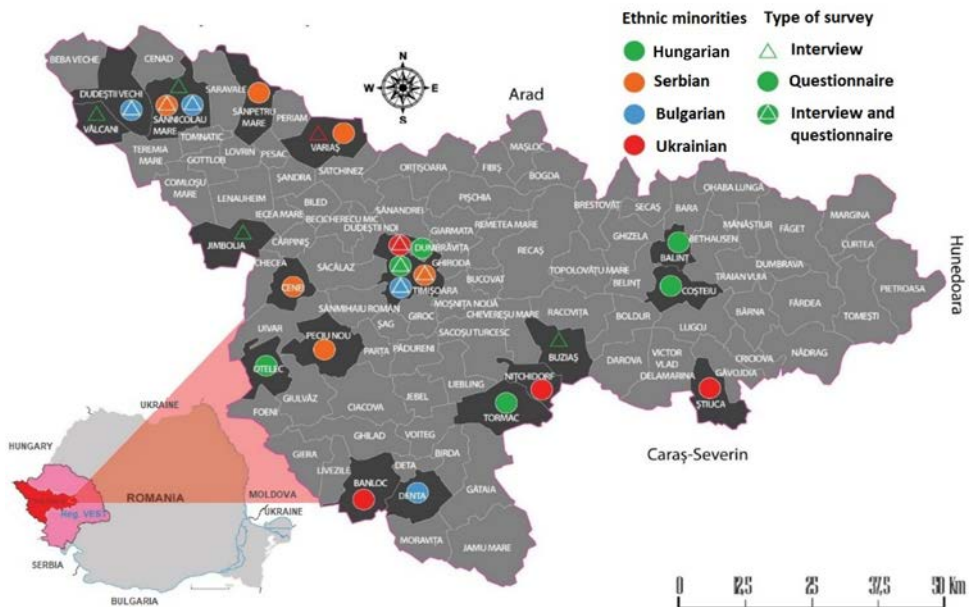 Ethnic minorities
Hungarian
Serbian
Bulgarian
Ukrainian
Type of survey
Interview
Questionnaire
Interview and
questionnaire
N
W
E
S
Arad
Hunedoara
Caraș-Severin
BEBA VECHE
CENAD
DUDEȘTII VECHI
SARAVALE
VĂLCANI
SÂNNICOLAU
MARE
SÂNPETRU
MARE
PERIAM
TOMNATIC
TEREMIA
MARE
GOTTLOB
LOVRIN
PESAC
VARIAȘ
SATCHINEZ
COMLOȘU
MARE
LENAUHEIM
ȘANDRA
BILED
ORȚIȘOARA
FIBIȘ
MAȘLOC
BOGDA
PIȘCHIA
IECEA MARE
BECICHERECU MIC
SÂNANDREI
DUDEȘTII NOI
GIARMATA
REMETEA MARE
BRESTOVĂȚ
SECAȘ
OHABA LUNGĂ
BARA
MARGINA
JIMBOLIA
CĂRPINIȘ
CHECEA
SĂCĂLAZ
DUMBRĂVIȚA
GHIRODA
TIMIȘOARA
RECAȘ
BUCOVAT
GHIZELA
BETHAUSEN
MĂNĂȘTIUR
FĂGET
CURTEA
BALINȚ
DUMBRAVA
TOPOLOVĂȚU MARE
BELINȚ
TRAIAN VUIA
PIETROASA
CENEI
SÂNMIHAIU ROMAN
MOȘNIȚA NOUĂ
COȘTEIU
GIROC
CHEVEREȘU MARE
RACOVIȚA
BOLDUR
BÂRNA
FÂRDEA
TOMEȘTI
UIVAR
PECIU NOU
ȘAG
SACOȘU TURCESC
LUGOJ
PARȚA
PĂDURENI
BUZIAȘ
DAROVA
VICTOR
VLAD
DELAMARINA
CRICIOVA
NĂDRAG
GĂVOJDIA
OTELEC
NIȚCHIDORF
LIEBLING
FOENI
GIULVĂZ
CIACOVA
JEBEL
TORMAC
ȘTIUCA
GHILAD
VOITEG
GIERA
BIRDA
LIVEZILE
DETA
BANLOC
DENTA
GĂTAIA
MORAVIȚA
JAMU MARE
UKRAINE
HUNGARY
ROMANIA
MOLDOVA
UKRAINE
Reg. VEST
SERBIA
BULGARIA
0 12,5 25 37,5 50 Km